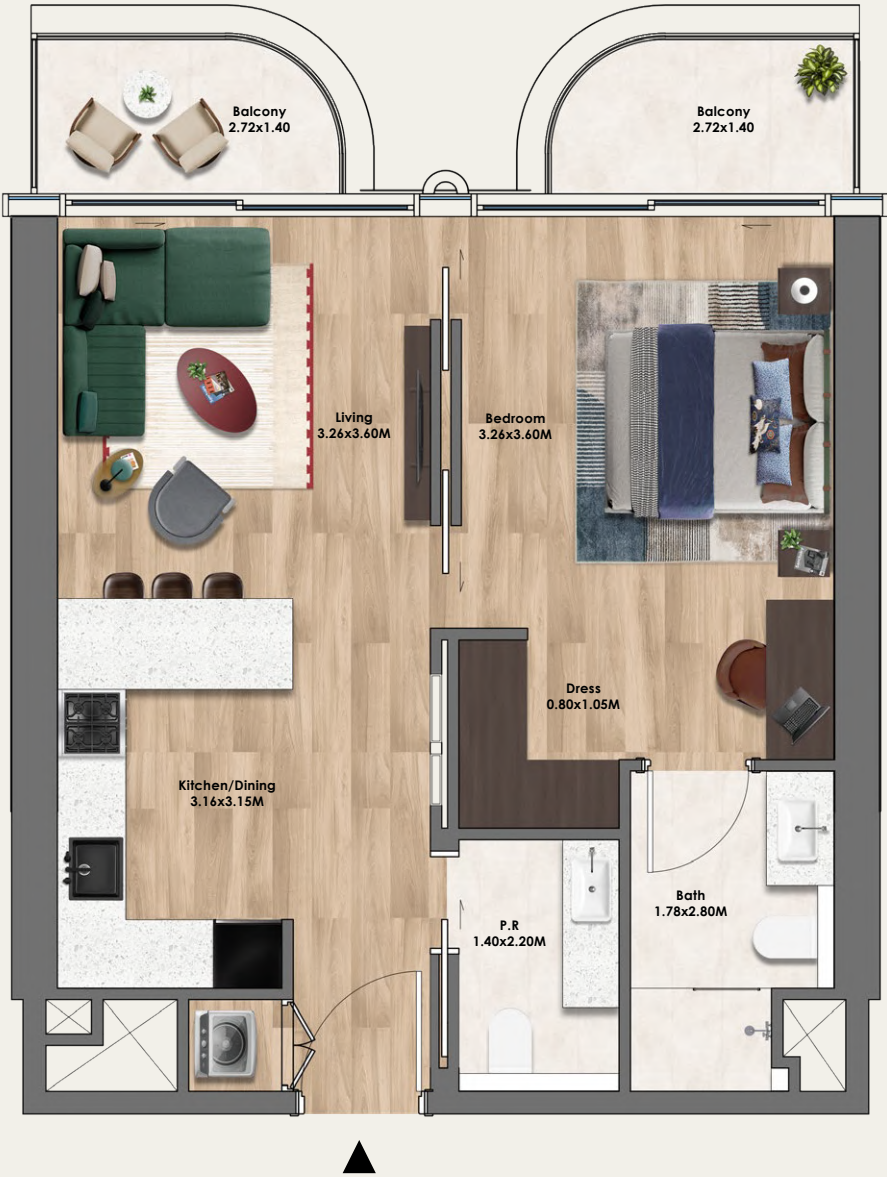 Balcony
2.72x1.40
Balcony
2.72x1.40
Living
3.26x3.60M
Bedroom
3.26x3.60M
Dress
0.80x1.05M
Kitchen/Dining
3.16x3.15M
Bath
1.78x2.80M
P.R
1.40x2.20M